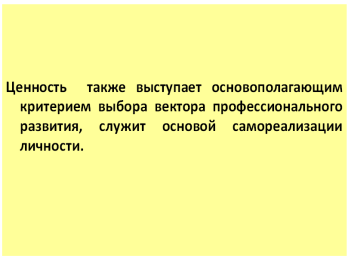 Ценность также выступает основополагающим
критерием выбора вектора профессионального
развития, служит основой самореализации
личности.